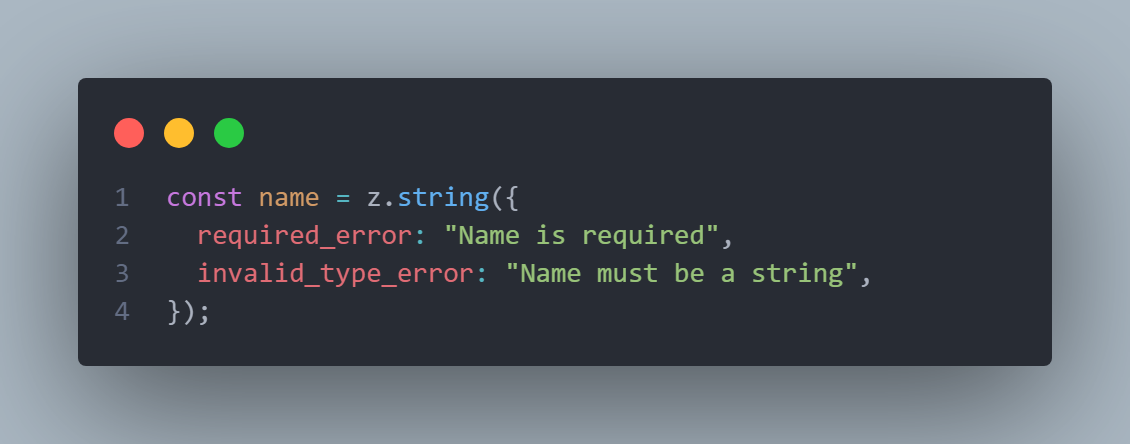 1 const name = z.string({
2   required_error: "Name is required",
3   invalid_type_error: "Name must be a string",
4 });